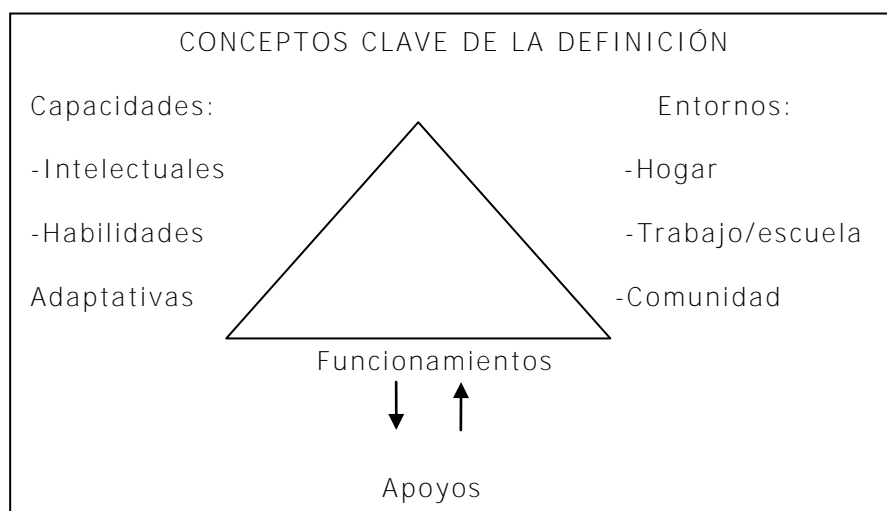 CONCEPTOS CLAVE DE LA DEFINICIÓN
Capacidades:
-Intelectuales
-Habilidades
Adaptativas
Entornos:
-Hogar
-Trabajo/escuela
-Comunidad
Funcionamientos
Apoyos